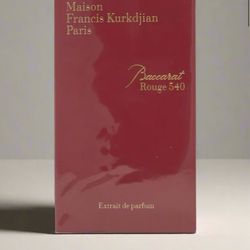 Maison
Francis Kurkdjian
Paris
Baccarat
Rouge 540
Extrait de parfum